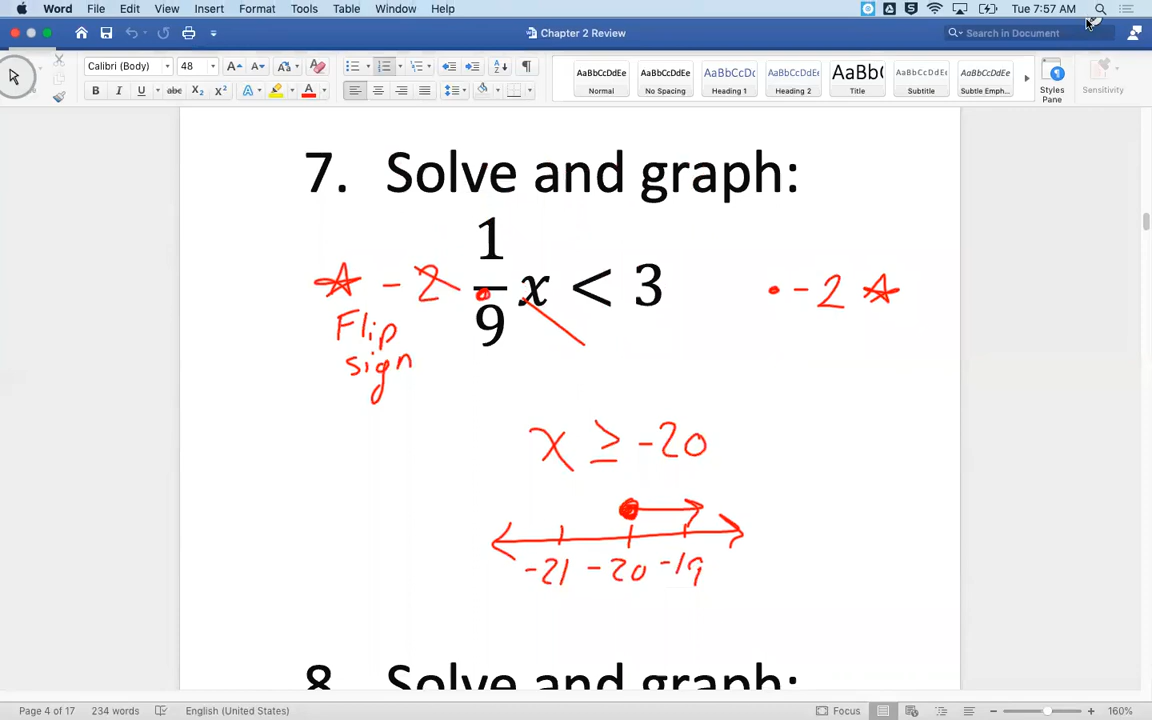 Word File Edit View Insert Format Tools Table Window Help Tue 7:57 AM
Chapter 2 Review
Search in Document
Calibri (Body) 48
AaBbCcDdEe AaBbCcDdEe AaBbCcDc AaBbCcDdEe AaBb( AaBbCcDdEe AaBbCcDdEe
Normal No Spacing Heading 1 Heading 2 Title Subtitle Subtle Emph... Styles Pane Sensitivity
7. Solve and graph:
1/9 x < 3
- 2
• - 2
Flip
sign
x ≥ -20
-21 -20 -19
8. Solve and graph:
Page 4 of 17 234 words English (United States) Focus 160%